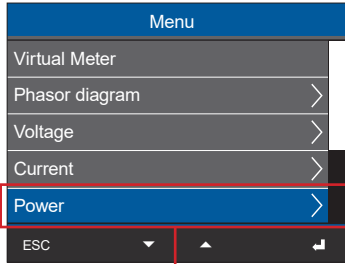 Menu
Virtual Meter
Phasor diagram
Voltage
Current
Power
ESC